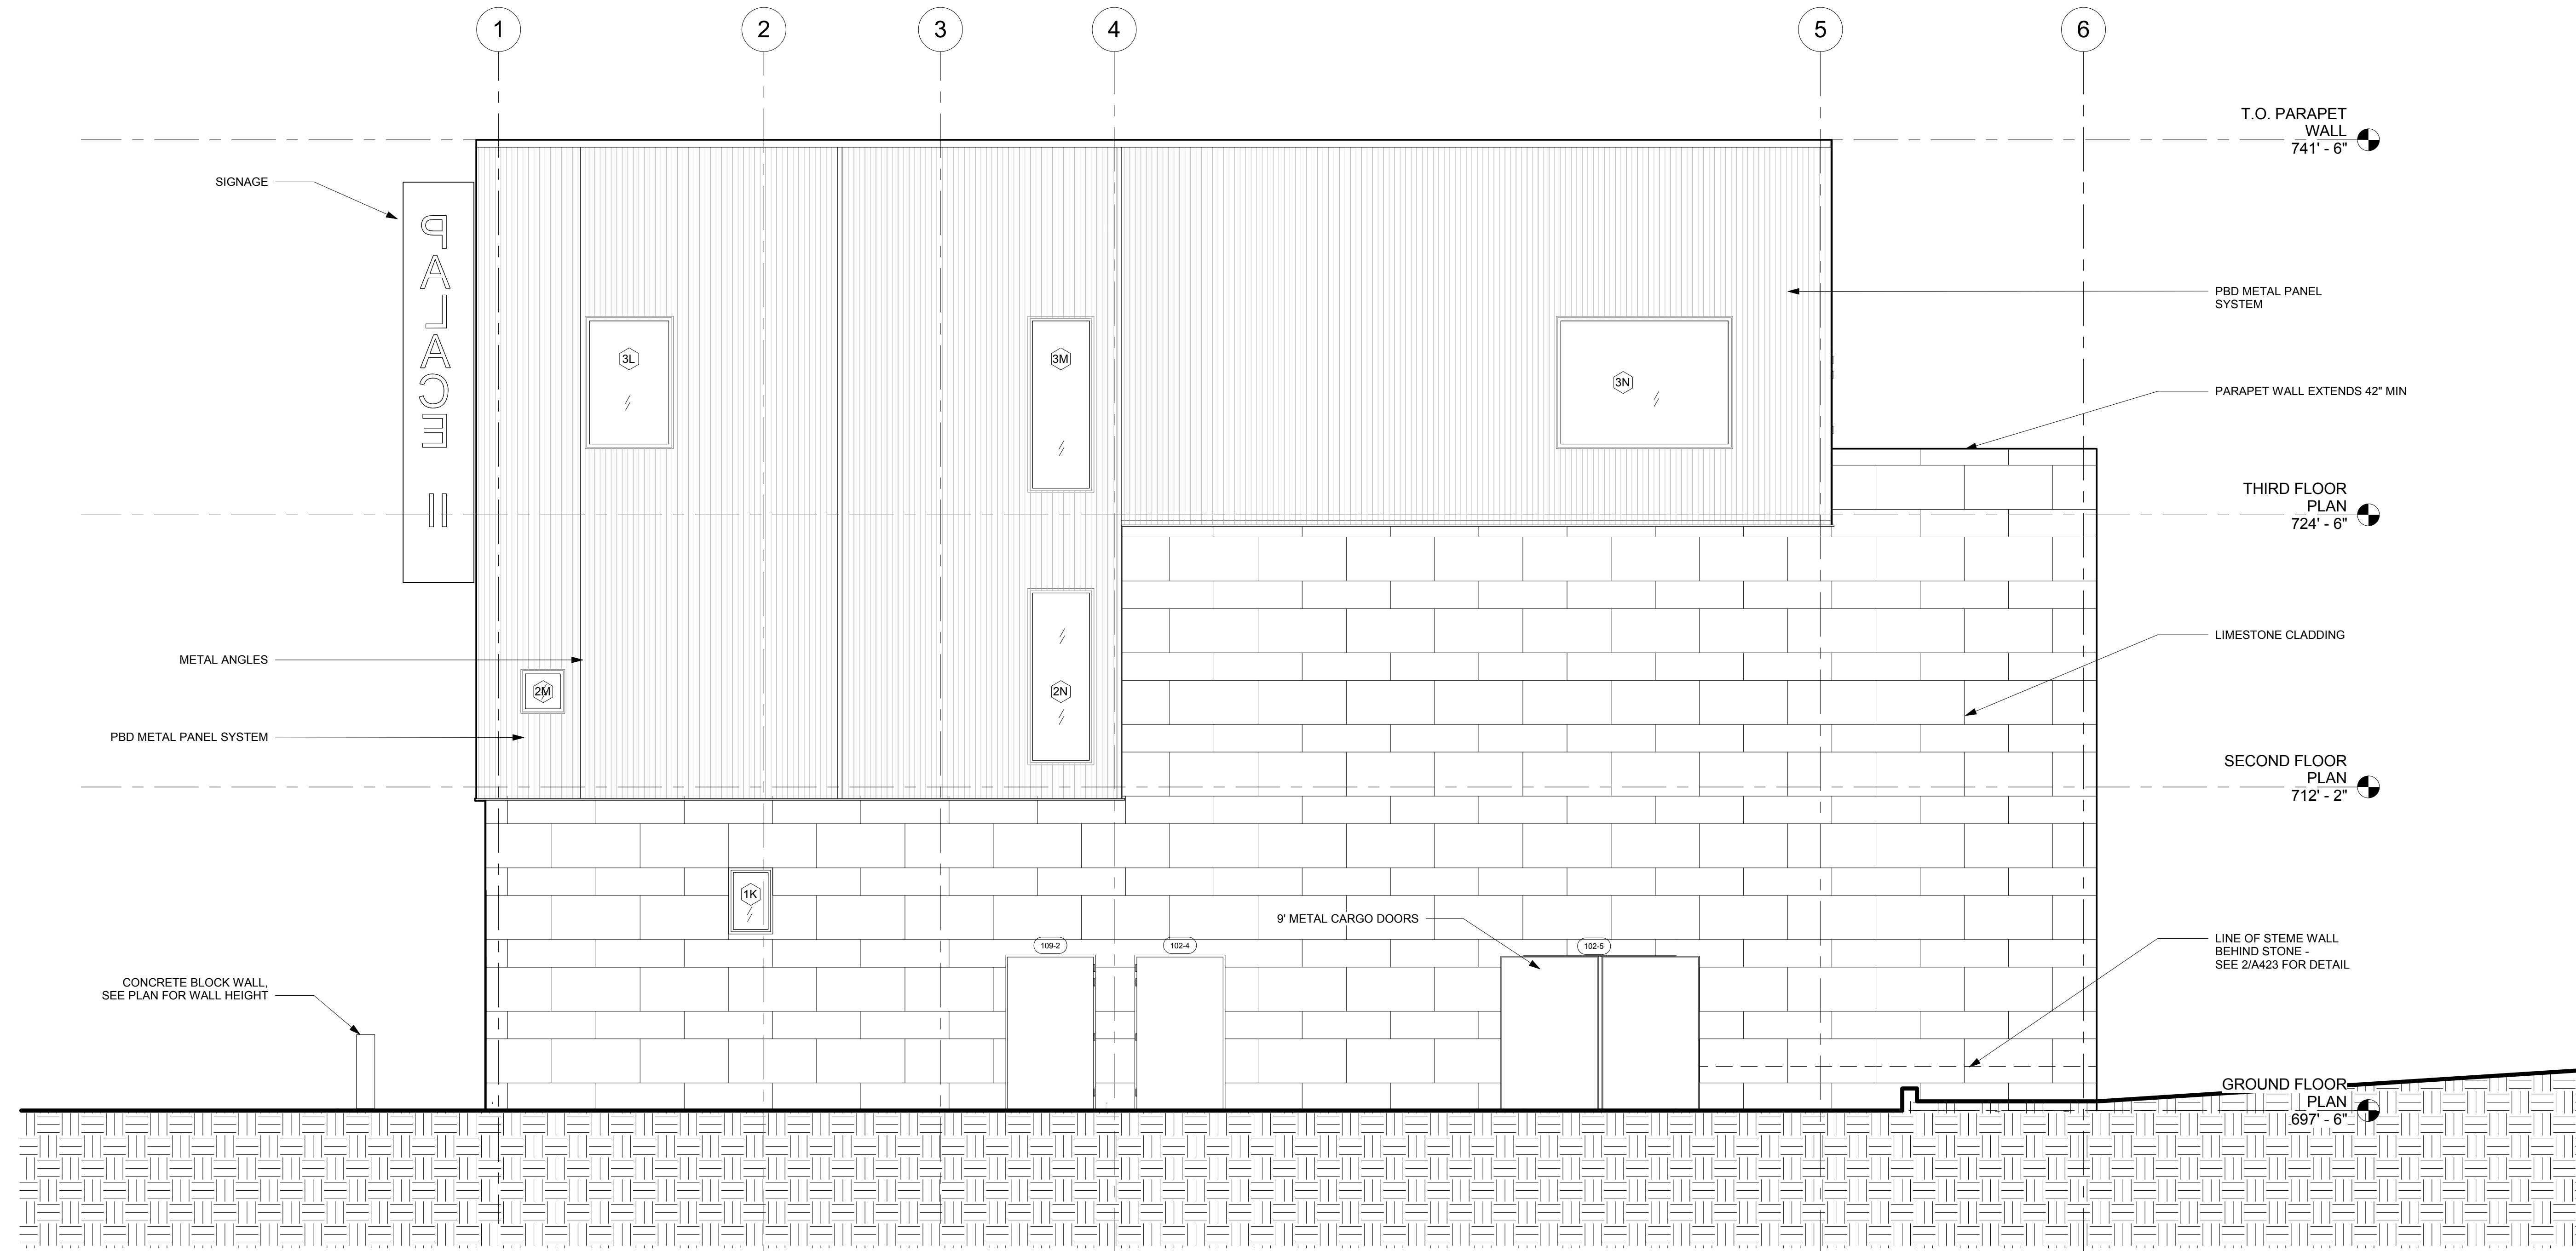 1
2
3
4
5
6
T.O. PARAPET
WALL
741' - 6"
SIGNAGE
PALACE II
PBD METAL PANEL
SYSTEM
3L
3M
3N
PARAPET WALL EXTENDS 42" MIN
THIRD FLOOR
PLAN
724' - 6"
LIMESTONE CLADDING
METAL ANGLES
2M
2N
PBD METAL PANEL SYSTEM
SECOND FLOOR
PLAN
712' - 2"
1K
9' METAL CARGO DOORS
109-2
102-4
102-5
LINE OF STEME WALL
BEHIND STONE -
SEE 2/A423 FOR DETAIL
CONCRETE BLOCK WALL,
SEE PLAN FOR WALL HEIGHT
GROUND FLOOR
PLAN
697' - 6"